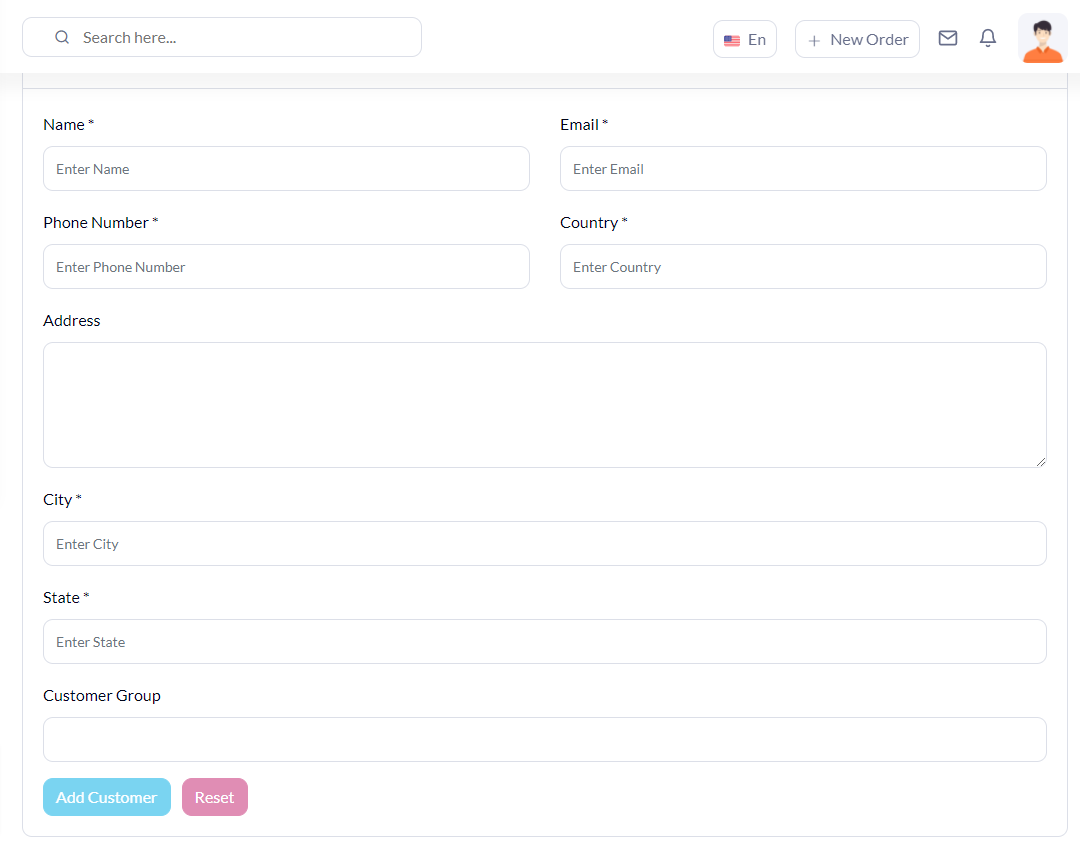 Search here...
En
New Order
Name *
Email *
Enter Name
Enter Email
Phone Number *
Country *
Enter Phone Number
Enter Country
Address
City *
Enter City
State *
Enter State
Customer Group
Add Customer
Reset